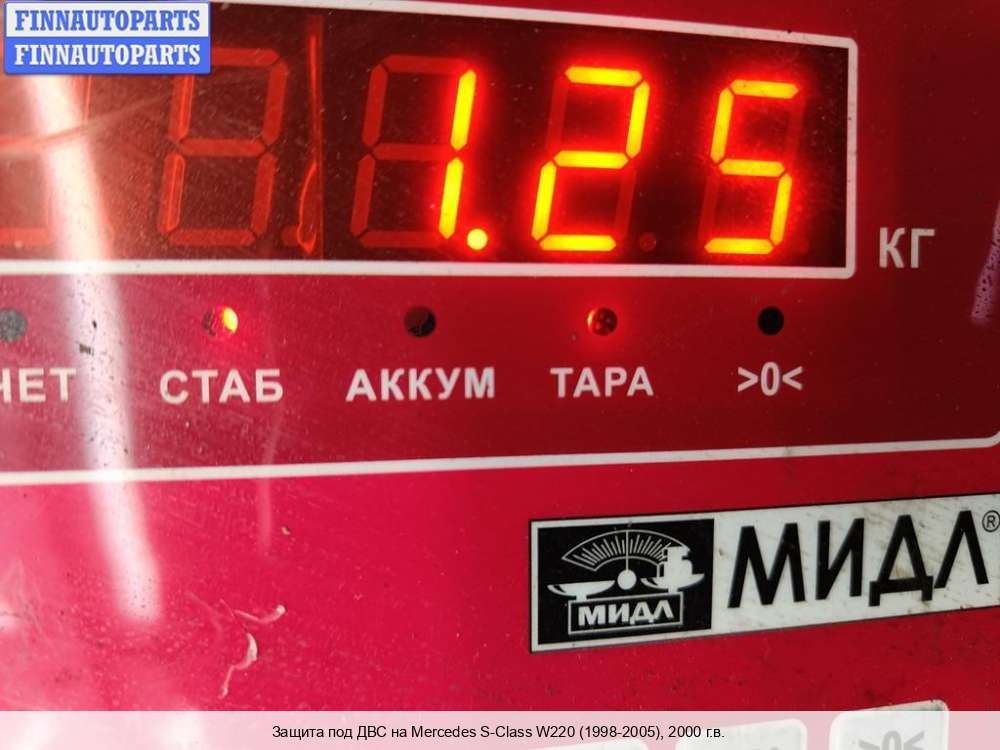 FINNAUTOPARTS
FINNAUTOPARTS
1.25
КГ
ЧЕТ СТАБ АККУМ ТАРА >0<
МИДЛ МИДЛ®
Защита под ДВС на Mercedes S-Class W220 (1998-2005), 2000 г.в.